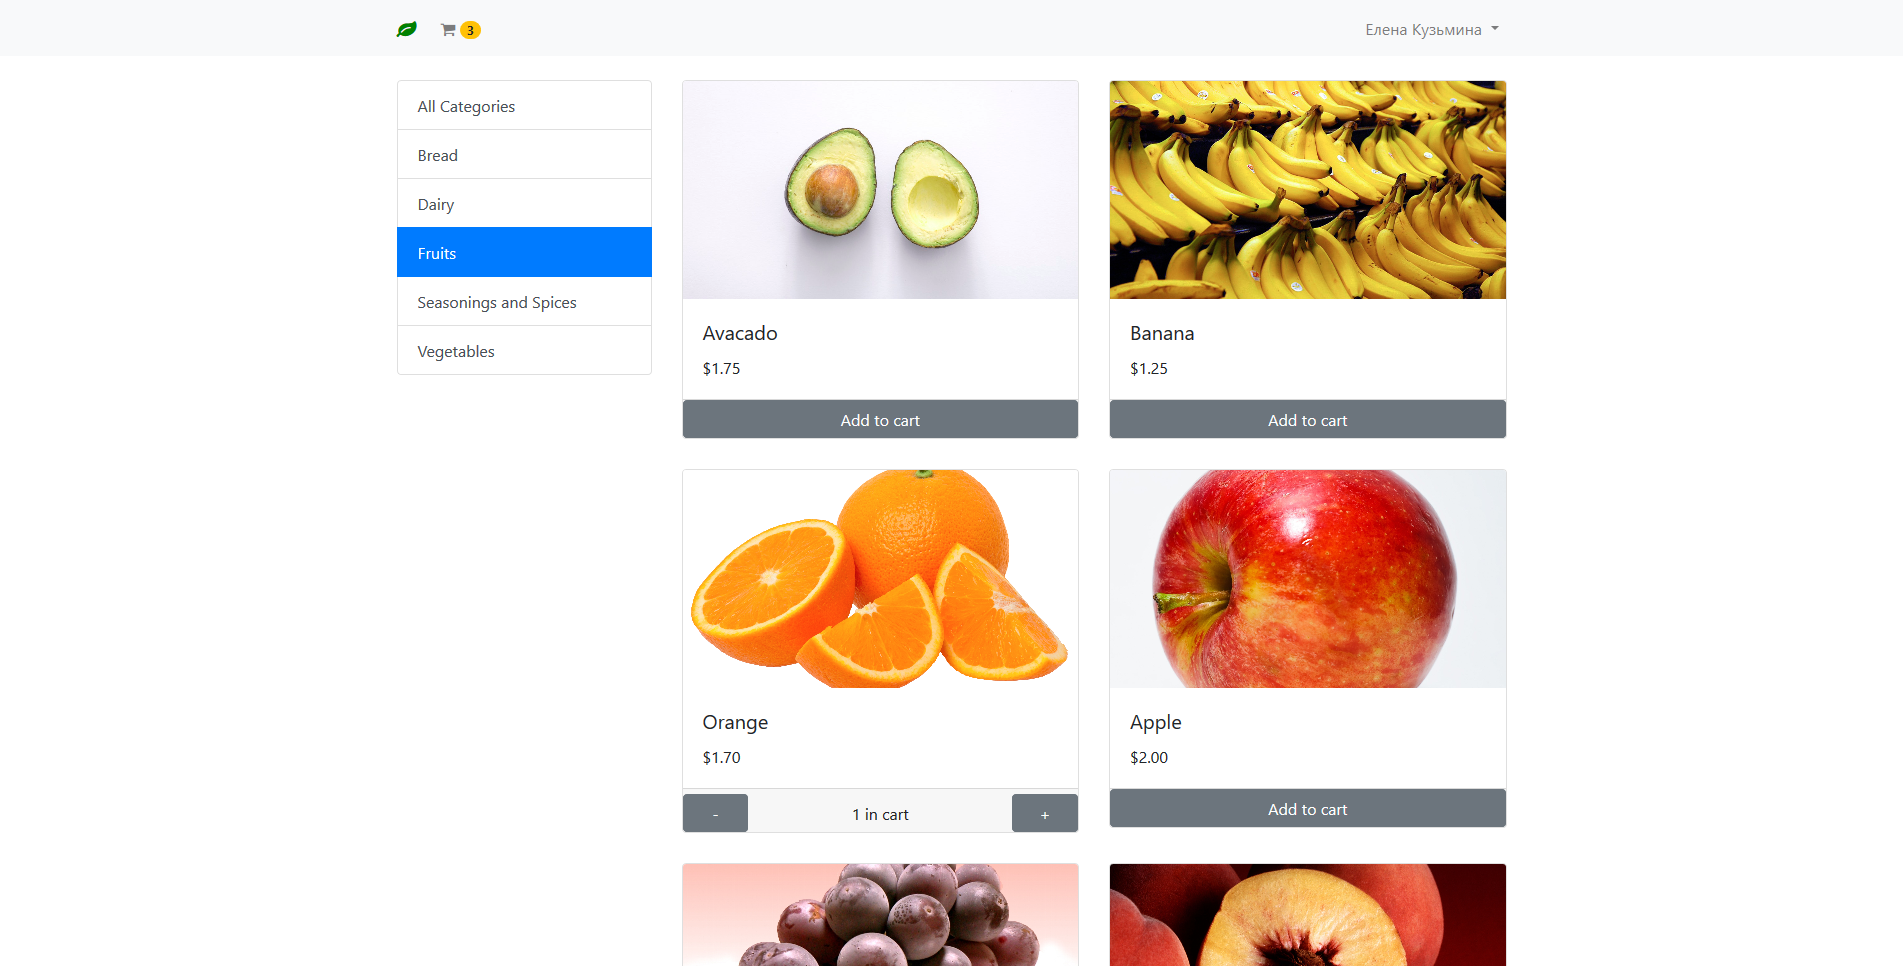 3
Елена Кузьмина
All Categories
Bread
Dairy
Fruits
Seasonings and Spices
Vegetables
Avacado
$1.75
Add to cart
Banana
$1.25
Add to cart
Orange
$1.70
- 1 in cart +
Apple
$2.00
Add to cart